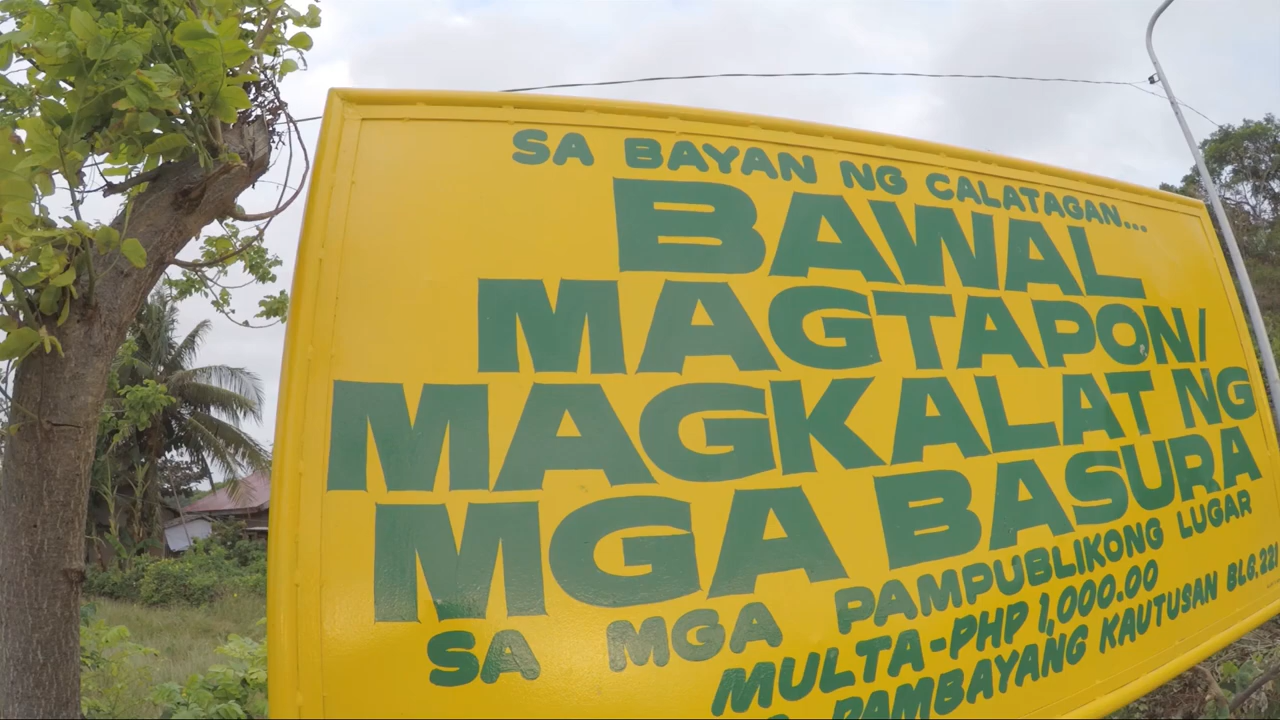 SA BAYAN NG CALATAGAN...
BAWAL
MAGTAPON/
MAGKALAT NG
MGA BASURA
SA MGA PAMPUBLIKONG LUGAR
MULTA-PHP 1,000.00
PAMBAYANG KAUTUSAN BLG.